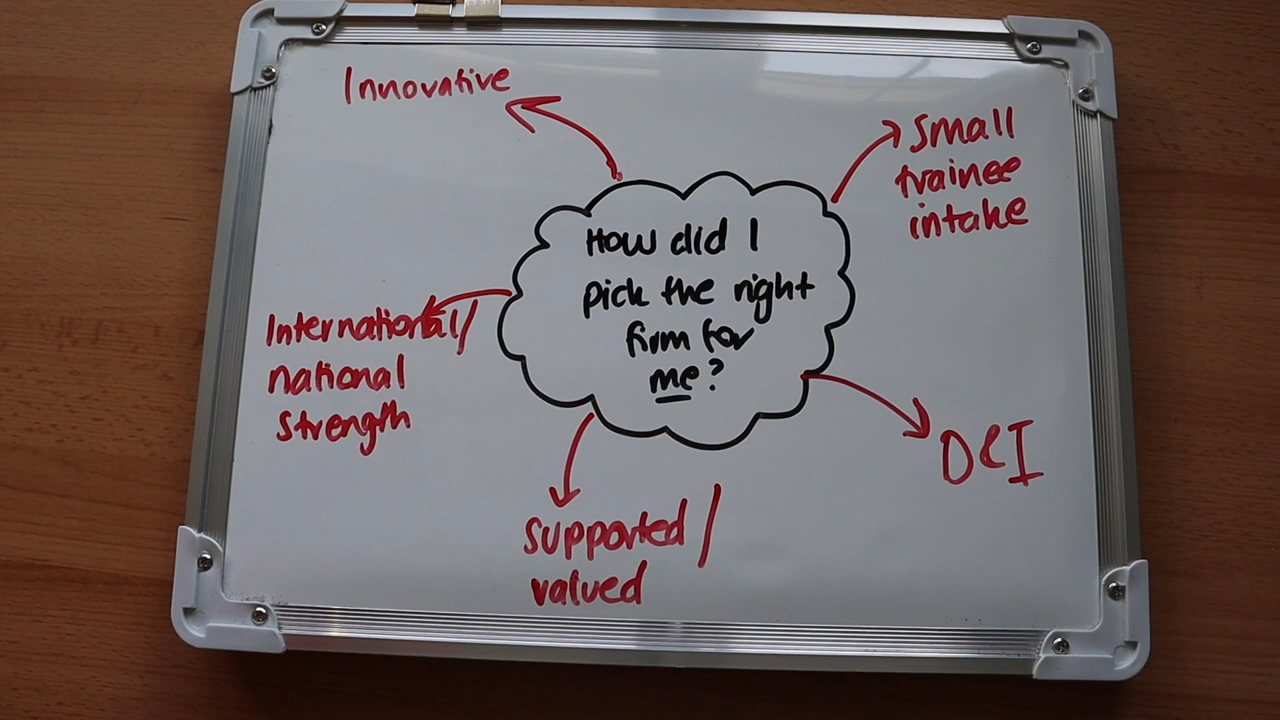 How did I
pick the right
firm for
me?
Innovative
Small
trainee
intake
International/
national
strength
D&I
Supported/
valued